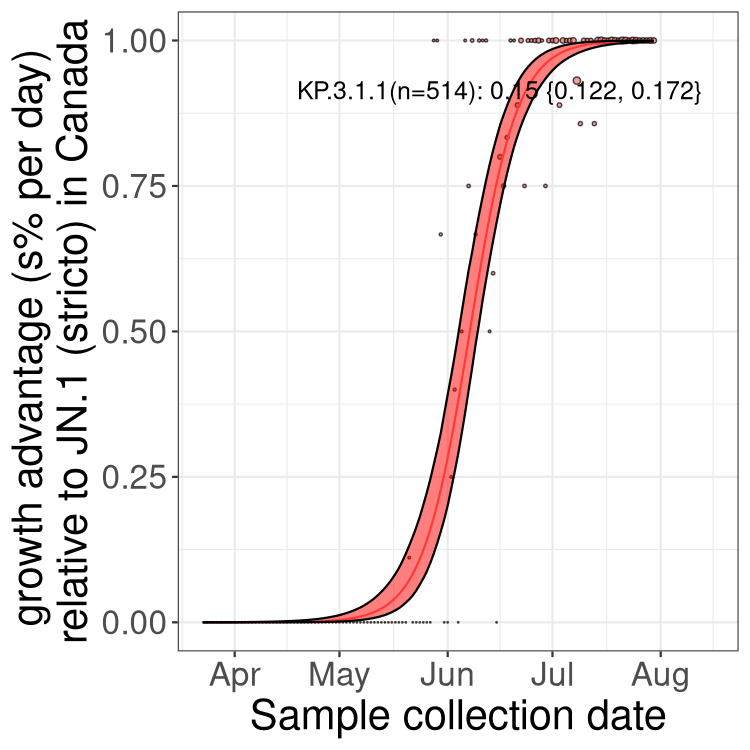 growth advantage (s% per day)
relative to JN.1 (stricto) in Canada
1.00
0.75
0.50
0.25
0.00
KP.3.1.1(n=514): 0.15 {0.122, 0.172}
Apr May Jun Jul Aug
Sample collection date